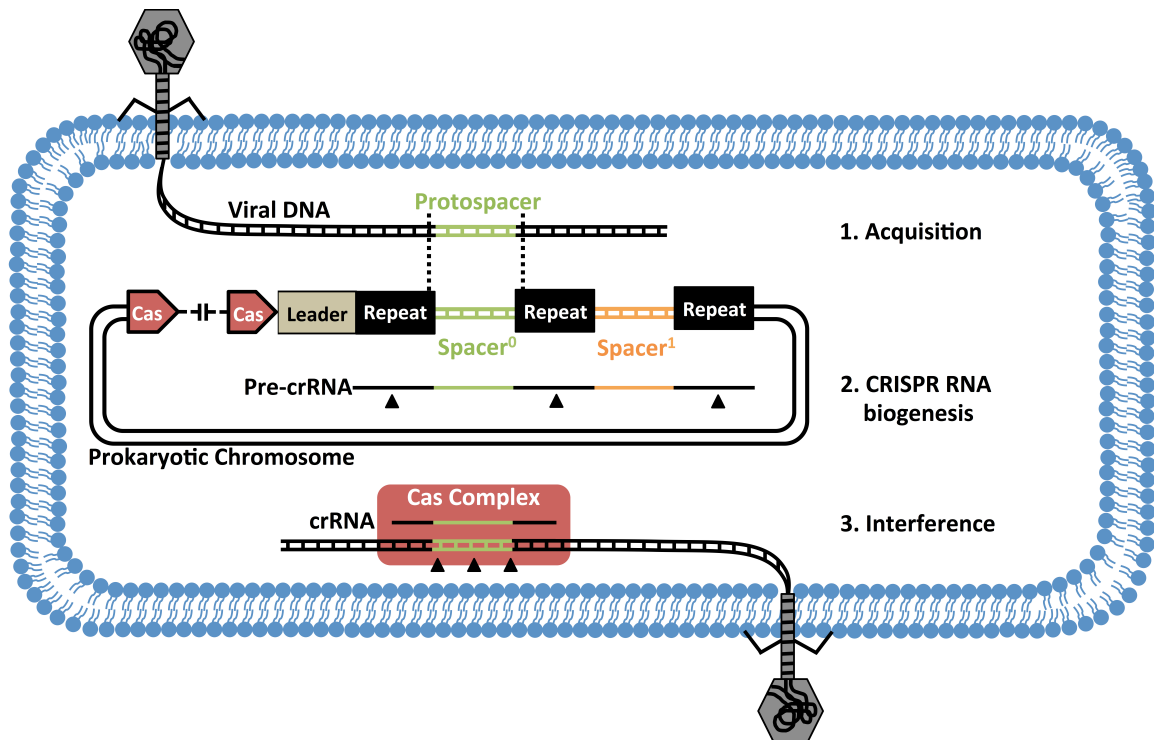 Viral DNA
Protospacer
1. Acquisition
Cas
Cas
Leader
Repeat
Repeat
Repeat
Spacer⁰
Spacer¹
Pre-crRNA
2. CRISPR RNA
biogenesis
Prokaryotic Chromosome
Cas Complex
crRNA
3. Interference